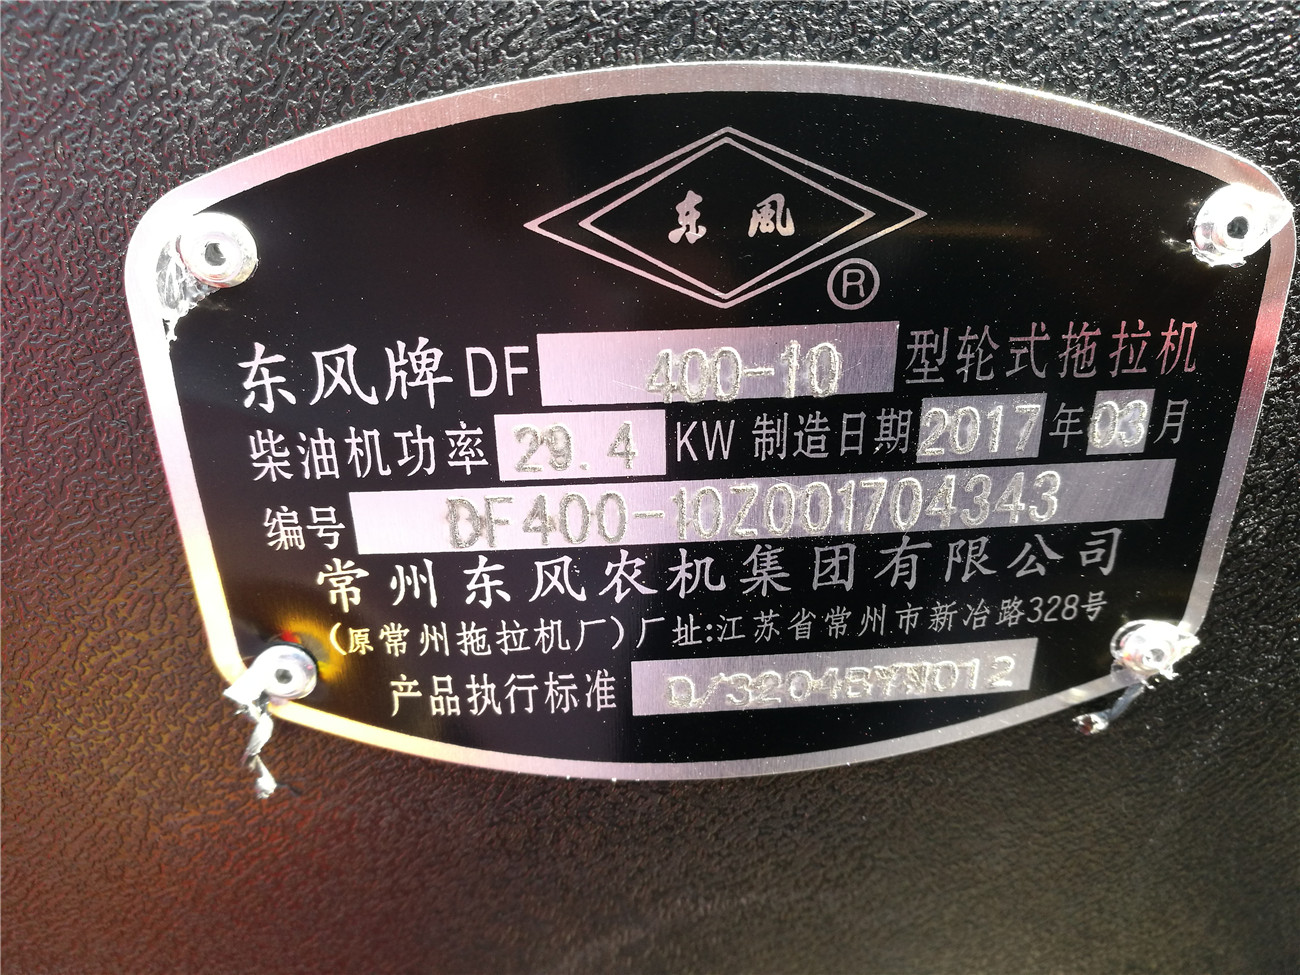 东風
®
东风牌DF 400-10 型轮式拖拉机
柴油机功率 29.4 KW 制造日期 2017 年 03 月
编号 DF400-10Z001704343
常州东风农机集团有限公司
(原常州拖拉机厂)厂址:江苏省常州市新冶路328号
产品执行标准 Q/3204BYN012